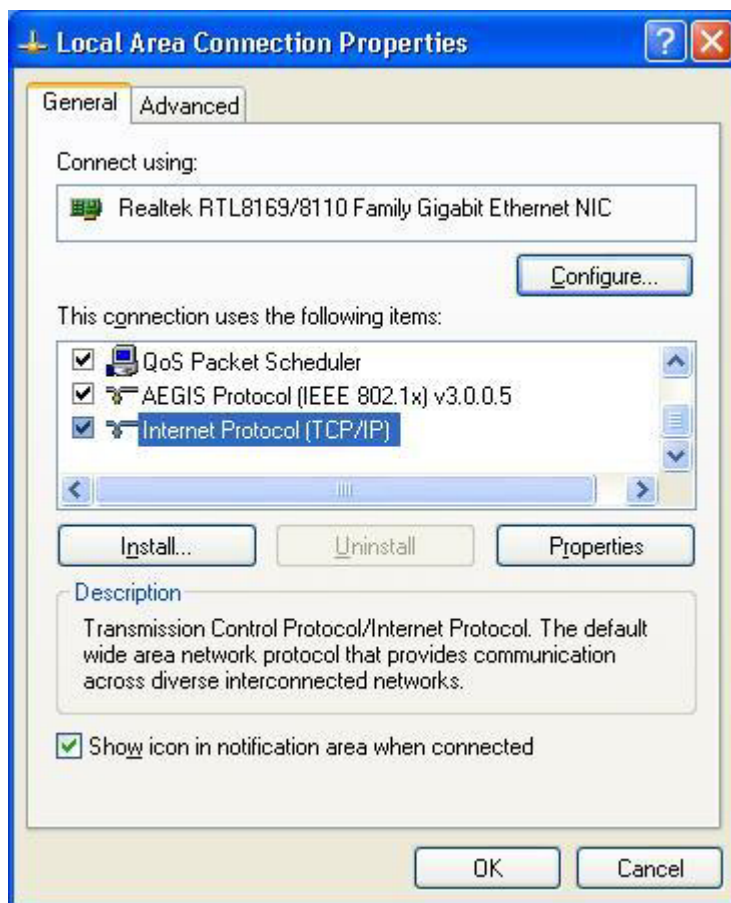 Local Area Connection Properties
General
Advanced
Connect using:
Realtek RTL8169/8110 Family Gigabit Ethernet NIC
Configure...
This connection uses the following items:
QoS Packet Scheduler
AEGIS Protocol (IEEE 802.1x) v3.0.0.5
Internet Protocol (TCP/IP)
Install...
Uninstall
Properties
Description
Transmission Control Protocol/Internet Protocol. The default
wide area network protocol that provides communication
across diverse interconnected networks.
Show icon in notification area when connected
OK
Cancel